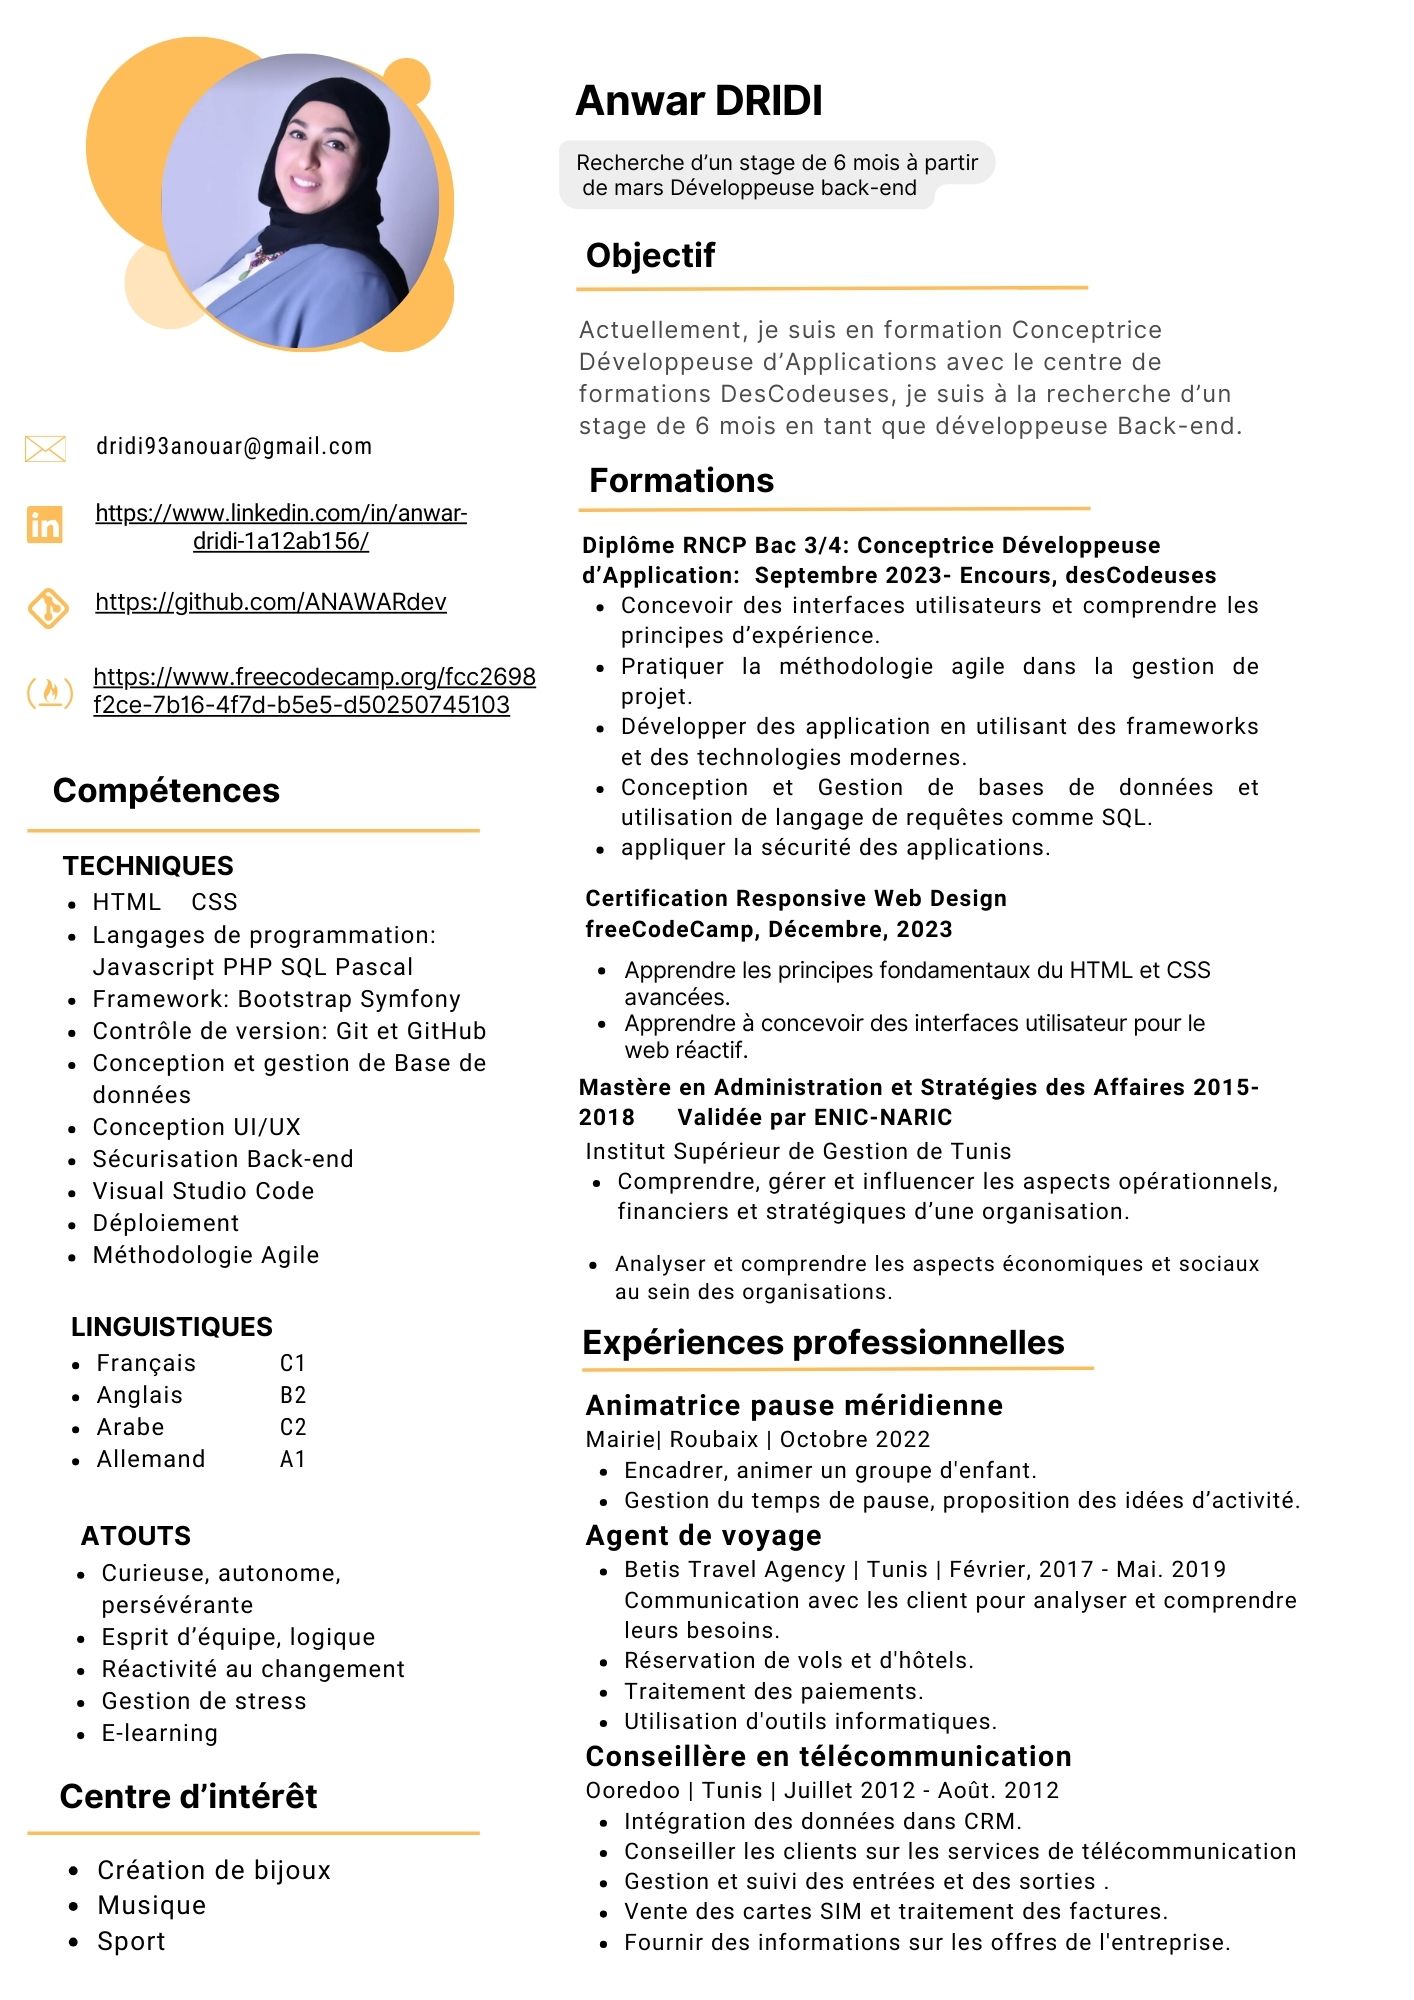 Anwar DRIDI
Recherche d’un stage de 6 mois à partir
de mars Développeuse back-end
dridi93anouar@gmail.com
https://www.linkedin.com/in/anwar-
dridi-1a12ab156/
https://github.com/ANAWARdev
https://www.freecodecamp.org/fcc2698
f2ce-7b16-4f7d-b5e5-d50250745103
Compétences
TECHNIQUES
• HTML CSS
• Langages de programmation:
Javascript PHP SQL Pascal
• Framework: Bootstrap Symfony
• Contrôle de version: Git et GitHub
• Conception et gestion de Base de
données
• Conception UI/UX
• Sécurisation Back-end
• Visual Studio Code
• Déploiement
• Méthodologie Agile
LINGUISTIQUES
• Français C1
• Anglais B2
• Arabe C2
• Allemand A1
ATOUTS
• Curieuse, autonome,
persévérante
• Esprit d’équipe, logique
• Réactivité au changement
• Gestion de stress
• E-learning
Centre d’intérêt
• Création de bijoux
• Musique
• Sport
Objectif
Actuellement, je suis en formation Conceptrice
Développeuse d’Applications avec le centre de
formations DesCodeuses, je suis à la recherche d’un
stage de 6 mois en tant que développeuse Back-end.
Formations
Diplôme RNCP Bac 3/4: Conceptrice Développeuse
d’Application: Septembre 2023- Encours, desCodeuses
• Concevoir des interfaces utilisateurs et comprendre les
principes d’expérience.
• Pratiquer la méthodologie agile dans la gestion de
projet.
• Développer des application en utilisant des frameworks
et des technologies modernes.
• Conception et Gestion de bases de données et
utilisation de langage de requêtes comme SQL.
• appliquer la sécurité des applications.
Certification Responsive Web Design
freeCodeCamp, Décembre, 2023
• Apprendre les principes fondamentaux du HTML et CSS
avancées.
• Apprendre à concevoir des interfaces utilisateur pour le
web réactif.
Mastère en Administration et Stratégies des Affaires 2015-
2018 Validée par ENIC-NARIC
Institut Supérieur de Gestion de Tunis
• Comprendre, gérer et influencer les aspects opérationnels,
financiers et stratégiques d’une organisation.
• Analyser et comprendre les aspects économiques et sociaux
au sein des organisations.
Expériences professionnelles
Animatrice pause méridienne
Mairie| Roubaix | Octobre 2022
• Encadrer, animer un groupe d'enfant.
• Gestion du temps de pause, proposition des idées d’activité.
Agent de voyage
• Betis Travel Agency | Tunis | Février, 2017 - Mai. 2019
Communication avec les client pour analyser et comprendre
leurs besoins.
• Réservation de vols et d'hôtels.
• Traitement des paiements.
• Utilisation d'outils informatiques.
Conseillère en télécommunication
Ooredoo | Tunis | Juillet 2012 - Août. 2012
• Intégration des données dans CRM.
• Conseiller les clients sur les services de télécommunication
• Gestion et suivi des entrées et des sorties .
• Vente des cartes SIM et traitement des factures.
• Fournir des informations sur les offres de l'entreprise.